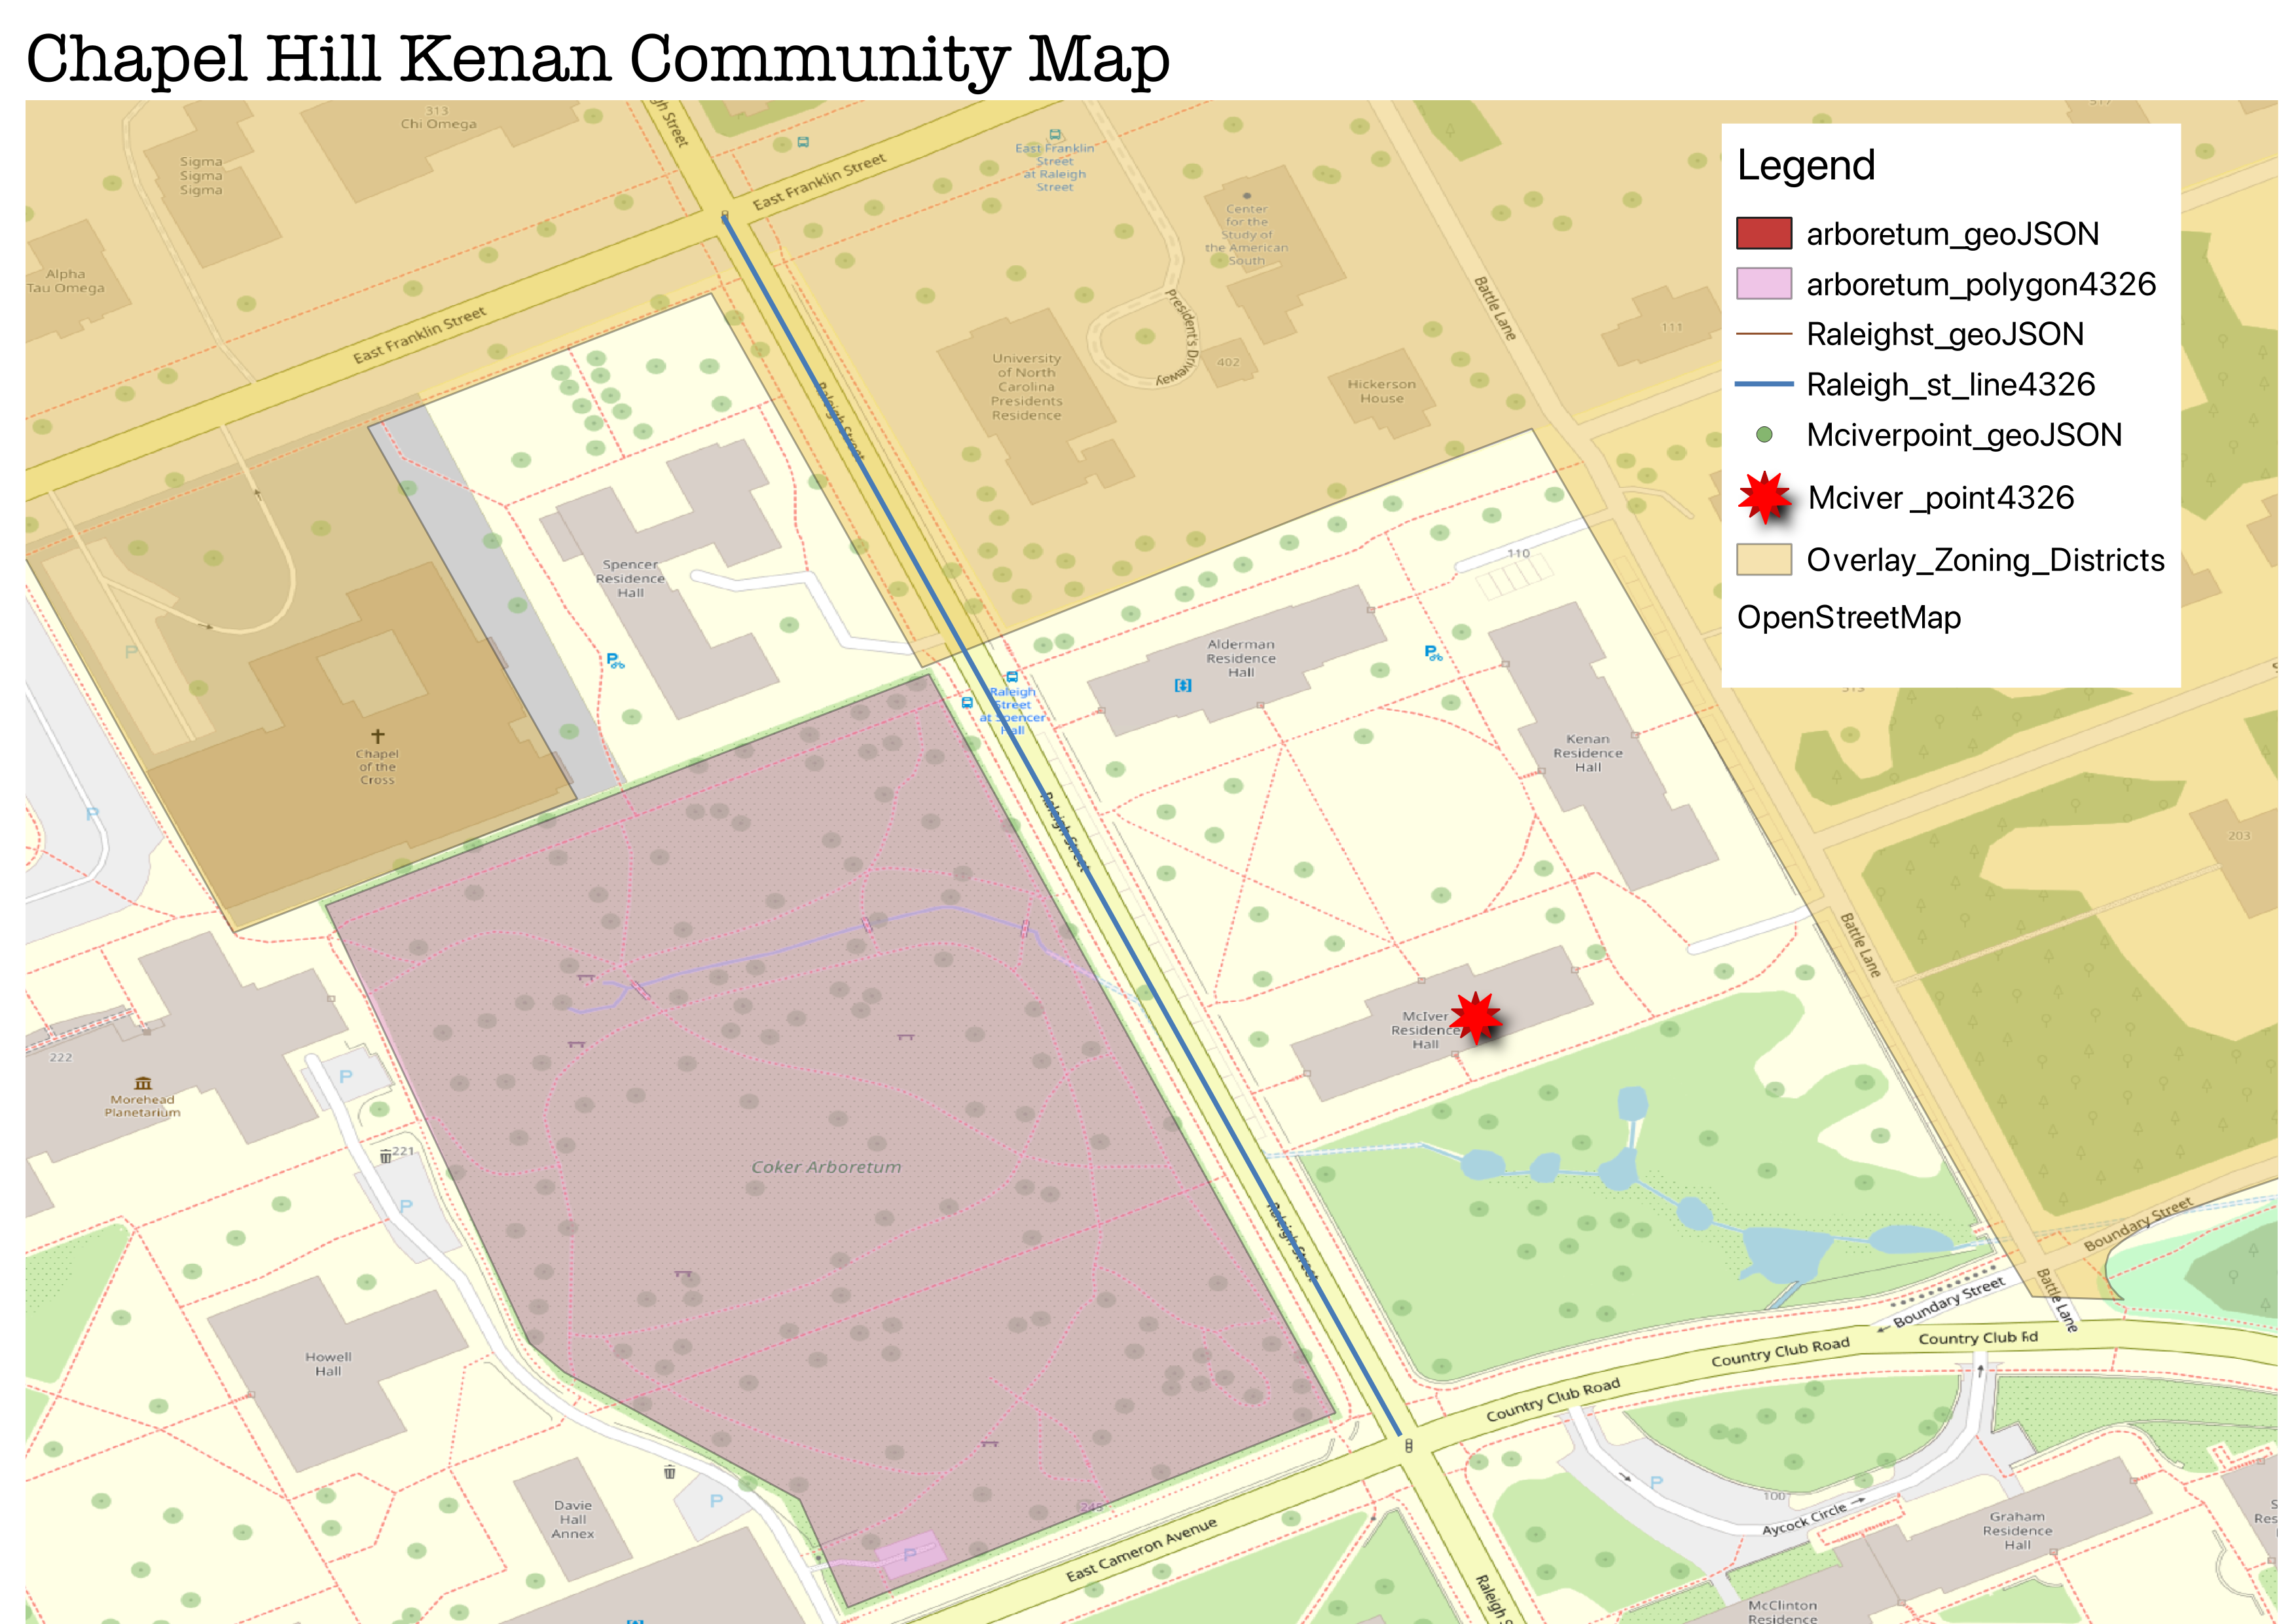 Chapel Hill Kenan Community Map
313
Chi Omega
Sigma
Sigma
Sigma
Alpha
Tau Omega
East Franklin Street
East Franklin Street
East Franklin
Street
at Raleigh
Street
Center
for the
Study of
the American
South
President's Driveway
University
of North
Carolina
Presidents
Residence
402
Hickerson
House
Battle Lane
111
Legend
arboretum_geoJSON
arboretum_polygon4326
Raleighst_geoJSON
Raleigh_st_line4326
Mciverpoint_geoJSON
Mciver_point4326
Overlay_Zoning_Districts
OpenStreetMap
Raleigh Street
Spencer
Residence
Hall
P
P
110
Alderman
Residence
Hall
P
Raleigh
Street
at Spencer
Hall
Kenan
Residence
Hall
Chapel
of the
Cross
P
Raleigh Street
203
Battle Lane
McIver
Residence
Hall
222
Morehead
Planetarium
P
221
P
Coker Arboretum
Raleigh Street
Boundary Street
Boundary Street
Battle Lane
Country Club Road
Country Club Rd
Country Club Road
Howell
Hall
P
Davie
Hall
Annex
245
P
P
100
Aycock Circle
Graham
Residence
Hall
East Cameron Avenue
McClinton
Residence